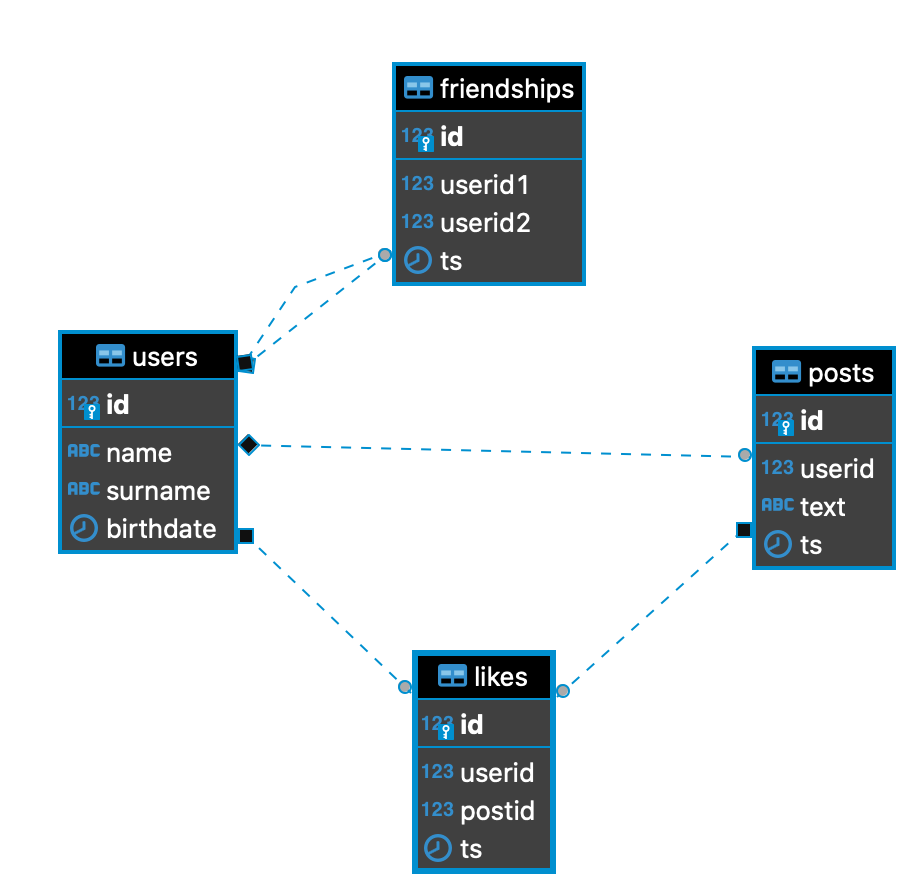 friendships
123 id
123 userid1
123 userid2
ts
users
123 id
ABC name
ABC surname
birthdate
posts
123 id
123 userid
ABC text
ts
likes
123 id
123 userid
123 postid
ts